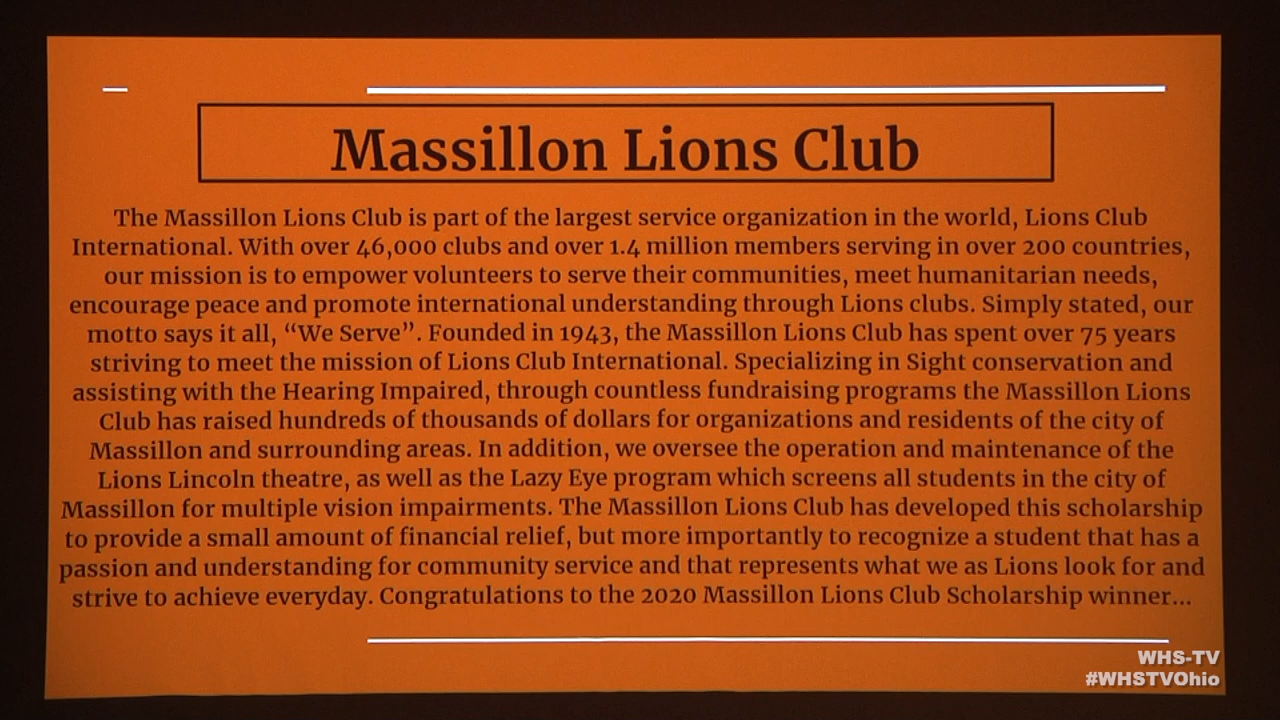 Massillon Lions Club
The Massillon Lions Club is part of the largest service organization in the world, Lions Club
International. With over 46,000 clubs and over 1.4 million members serving in over 200 countries,
our mission is to empower volunteers to serve their communities, meet humanitarian needs,
encourage peace and promote international understanding through Lions clubs. Simply stated, our
motto says it all, “We Serve”. Founded in 1943, the Massillon Lions Club has spent over 75 years
striving to meet the mission of Lions Club International. Specializing in Sight conservation and
assisting with the Hearing Impaired, through countless fundraising programs the Massillon Lions
Club has raised hundreds of thousands of dollars for organizations and residents of the city of
Massillon and surrounding areas. In addition, we oversee the operation and maintenance of the
Lions Lincoln theatre, as well as the Lazy Eye program which screens all students in the city of
Massillon for multiple vision impairments. The Massillon Lions Club has developed this scholarship
to provide a small amount of financial relief, but more importantly to recognize a student that has a
passion and understanding for community service and that represents what we as Lions look for and
strive to achieve everyday. Congratulations to the 2020 Massillon Lions Club Scholarship winner...
WHS-TV
#WHSTVOhio